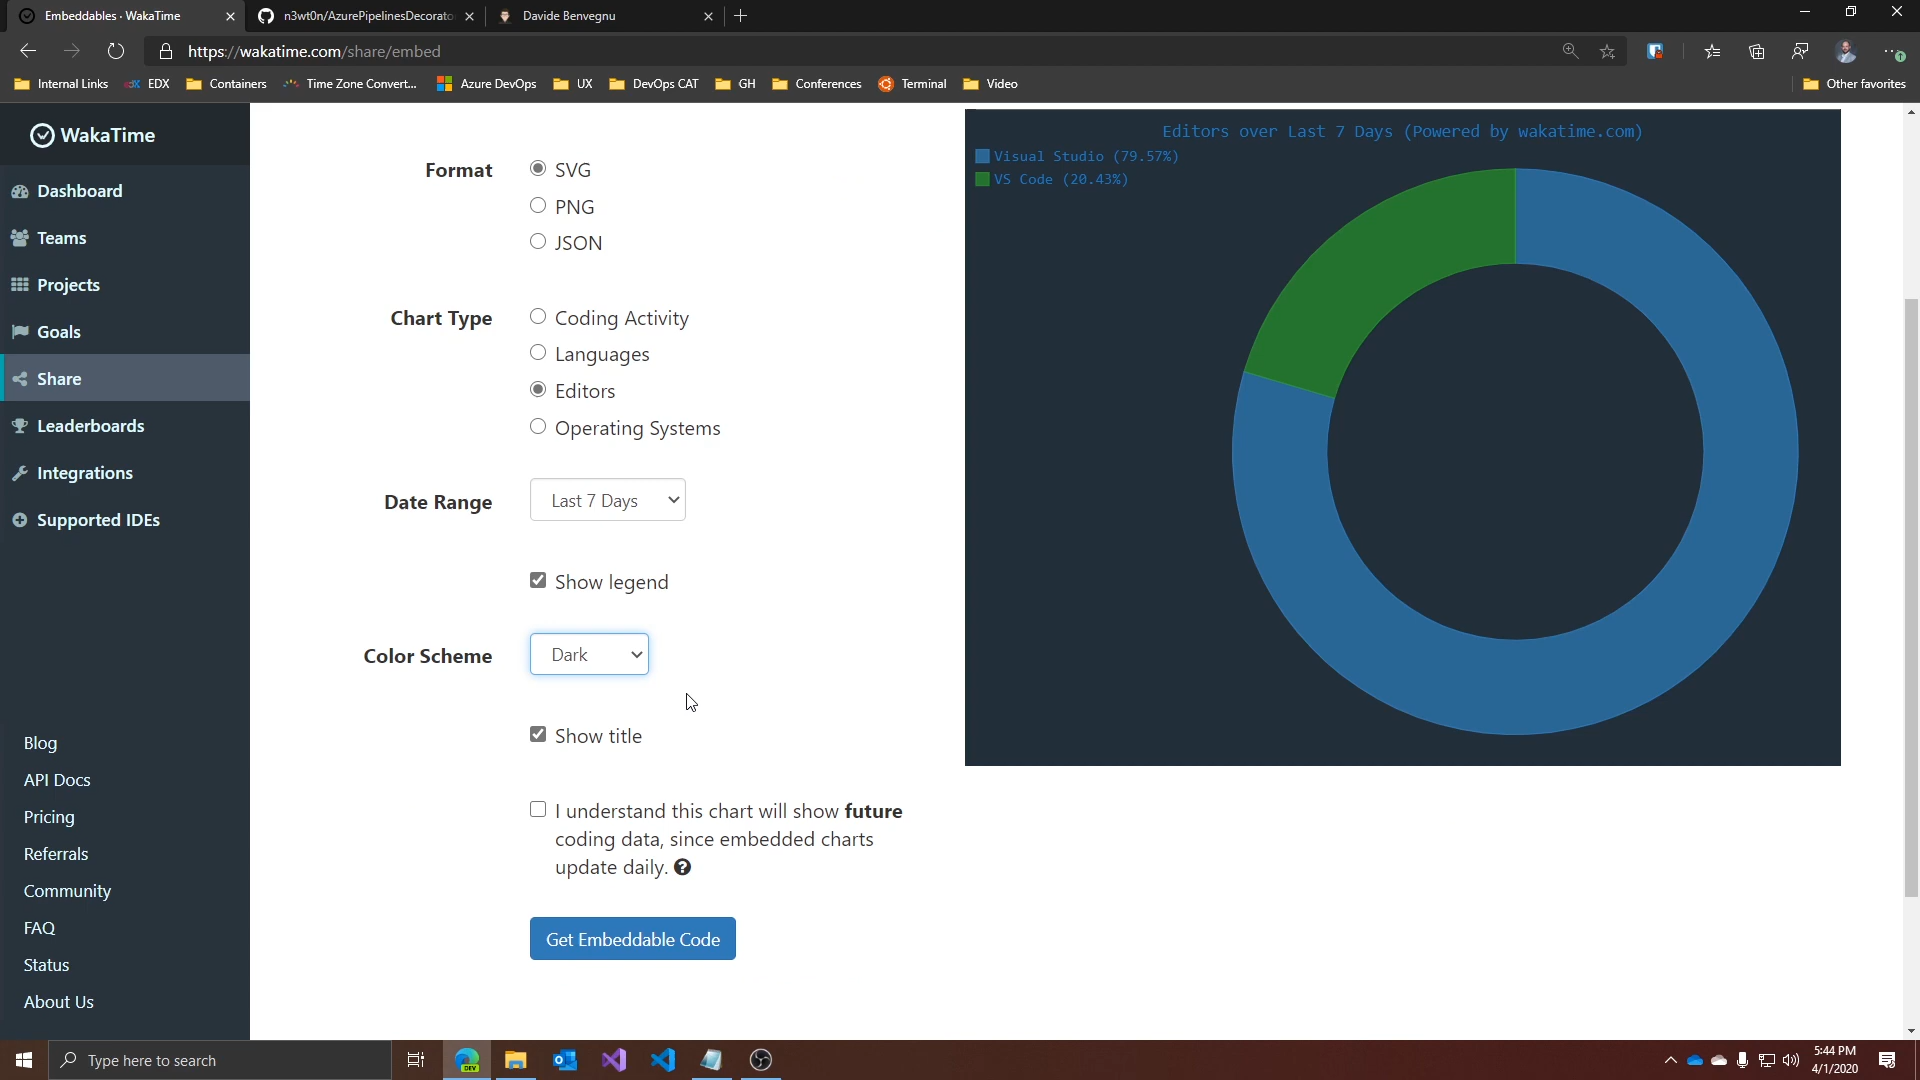 Embeddables · WakaTime
n3wt0n/AzurePipelinesDecorato
Davide Benvegnu
https://wakatime.com/share/embed
Internal Links
EDX
Containers
Time Zone Convert...
Azure DevOps
UX
DevOps CAT
GH
Conferences
Terminal
Video
Other favorites
WakaTime
Dashboard
Teams
Projects
Goals
Share
Leaderboards
Integrations
Supported IDEs
Blog
API Docs
Pricing
Referrals
Community
FAQ
Status
About Us
Format
SVG
PNG
JSON
Chart Type
Coding Activity
Languages
Editors
Operating Systems
Date Range
Last 7 Days
Show legend
Color Scheme
Dark
Show title
I understand this chart will show future
coding data, since embedded charts
update daily.
Get Embeddable Code
Editors over Last 7 Days (Powered by wakatime.com)
Visual Studio (79.57%)
VS Code (20.43%)
Type here to search
DEV
5:44 PM
4/1/2020